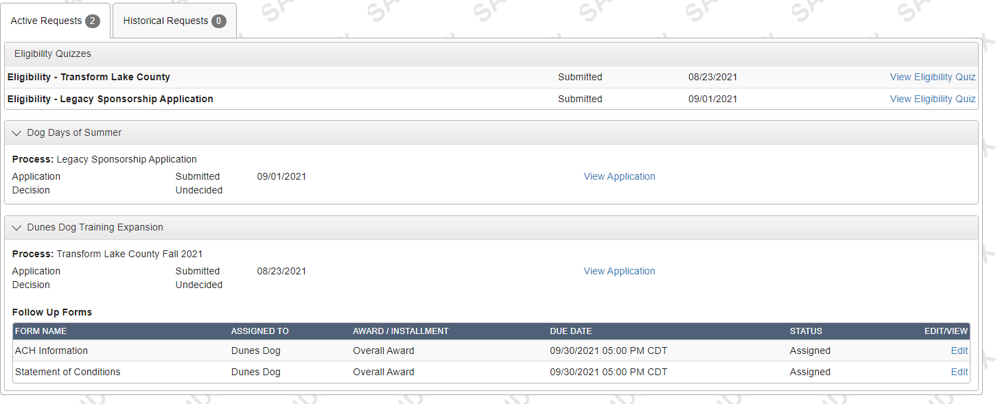 Active Requests 2 Historical Requests 0
Eligibility Quizzes
Eligibility - Transform Lake County Submitted 08/23/2021 View Eligibility Quiz
Eligibility - Legacy Sponsorship Application Submitted 09/01/2021 View Eligibility Quiz
Dog Days of Summer
Process: Legacy Sponsorship Application
Application Submitted 09/01/2021 View Application
Decision Undecided
Dunes Dog Training Expansion
Process: Transform Lake County Fall 2021
Application Submitted 08/23/2021 View Application
Decision Undecided
Follow Up Forms
FORM NAME ASSIGNED TO AWARD / INSTALLMENT DUE DATE STATUS EDIT/VIEW
ACH Information Dunes Dog Overall Award 09/30/2021 05:00 PM CDT Assigned Edit
Statement of Conditions Dunes Dog Overall Award 09/30/2021 05:00 PM CDT Assigned Edit